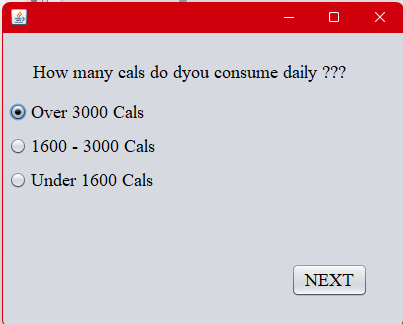 How many cals do dyou consume daily ???
Over 3000 Cals
1600 - 3000 Cals
Under 1600 Cals
NEXT